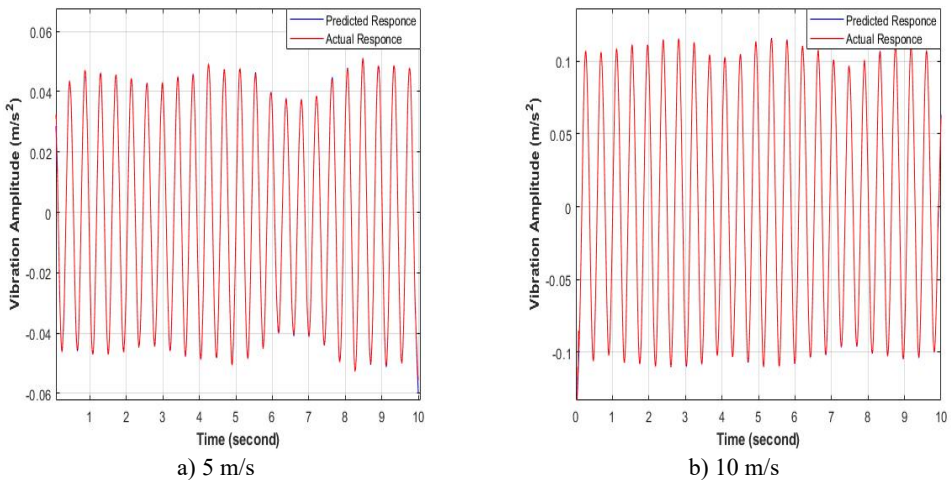 Predicted Responce
Actual Responce
0.06
0.04
0.02
0
-0.02
-0.04
-0.06
Vibration Amplitude (m/s²)
1 2 3 4 5 6 7 8 9 10
Time (second)
a) 5 m/s
Predicted Responce
Actual Responce
0.1
0.05
0
-0.05
-0.1
Vibration Amplitude (m/s²)
0 1 2 3 4 5 6 7 8 9 10
Time (second)
b) 10 m/s